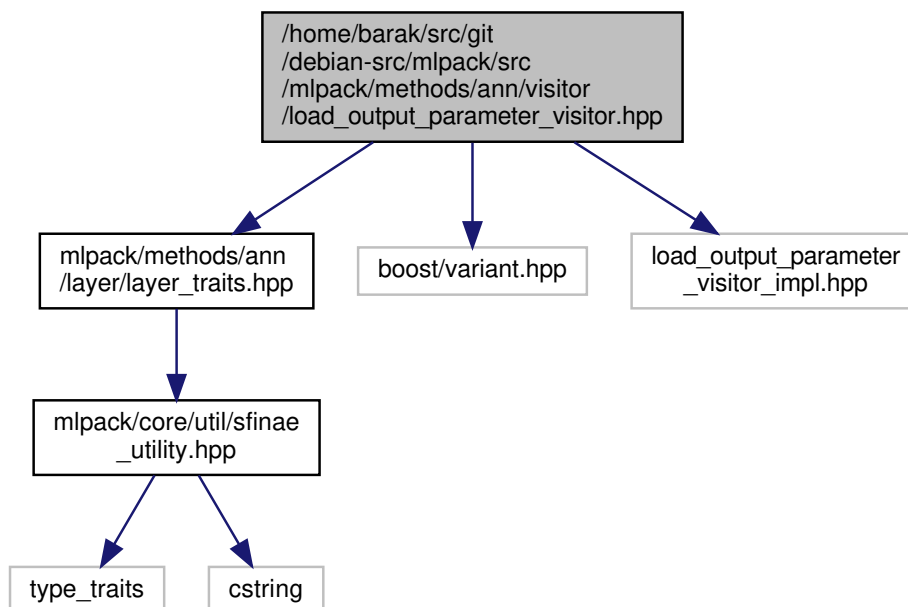 /home/barak/src/git
/debian-src/mlpack/src
/mlpack/methods/ann/visitor
/load_output_parameter_visitor.hpp
mlpack/methods/ann
/layer/layer_traits.hpp
boost/variant.hpp
load_output_parameter
_visitor_impl.hpp
mlpack/core/util/sfinae
_utility.hpp
type_traits
cstring